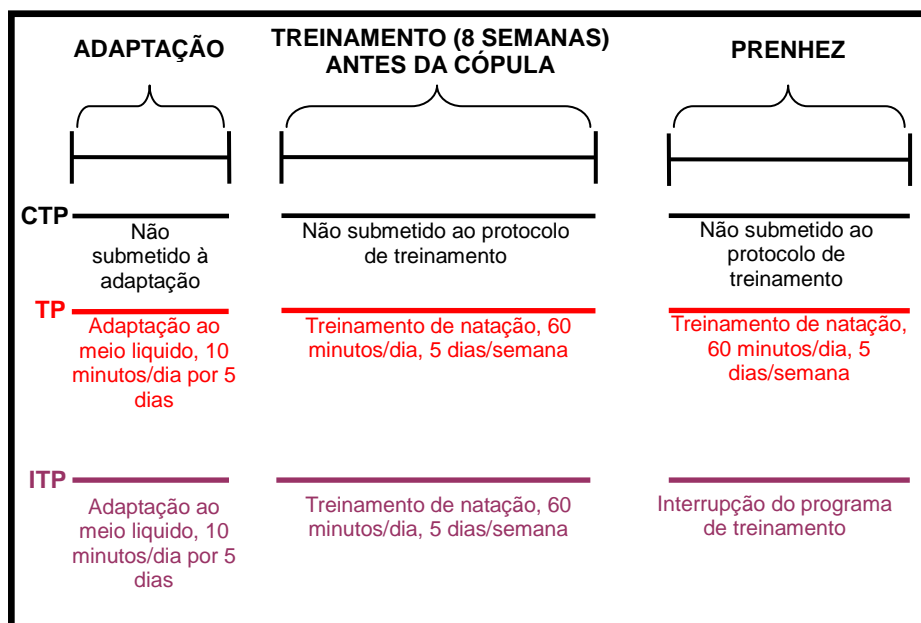 ADAPTAÇÃO
TREINAMENTO (8 SEMANAS)
ANTES DA CÓPULA
PRENHEZ
CTP
Não
submetido à
adaptação
Não submetido ao protocolo
de treinamento
Não submetido ao
protocolo de
treinamento
TP
Adaptação ao
meio liquido, 10
minutos/dia por 5
dias
Treinamento de natação, 60
minutos/dia, 5 dias/semana
Treinamento de natação,
60 minutos/dia, 5
dias/semana
ITP
Adaptação ao
meio liquido, 10
minutos/dia por 5
dias
Treinamento de natação, 60
minutos/dia, 5 dias/semana
Interrupção do programa
de treinamento